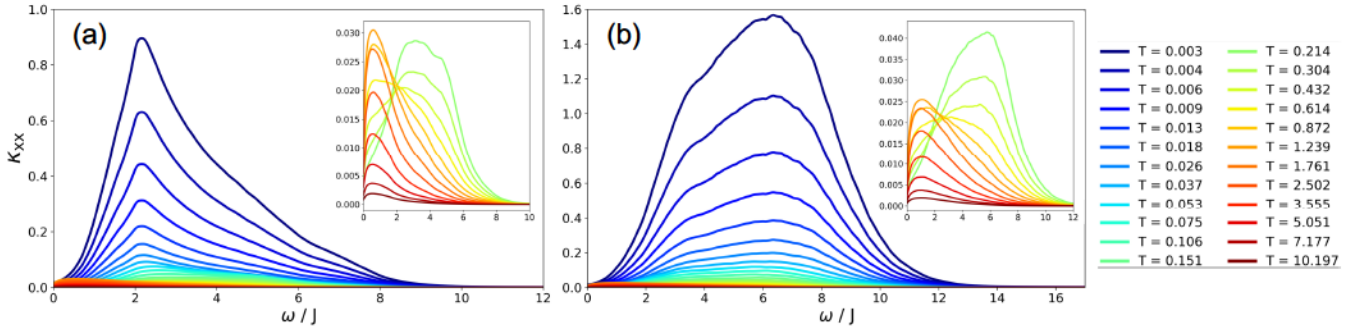 (a)
κxx
1.0
0.8
0.6
0.4
0.2
0.0
0
2
4
6
8
10
12
ω / J
0.030
0.025
0.020
0.015
0.010
0.005
0.000
0
2
4
6
8
10
(b)
1.6
1.4
1.2
1.0
0.8
0.6
0.4
0.2
0.0
0
2
4
6
8
10
12
14
16
ω / J
0.040
0.035
0.030
0.025
0.020
0.015
0.010
0.005
0.000
0
2
4
6
8
10
12
T = 0.003
T = 0.004
T = 0.006
T = 0.009
T = 0.013
T = 0.018
T = 0.026
T = 0.037
T = 0.053
T = 0.075
T = 0.106
T = 0.151
T = 0.214
T = 0.304
T = 0.432
T = 0.614
T = 0.872
T = 1.239
T = 1.761
T = 2.502
T = 3.555
T = 5.051
T = 7.177
T = 10.197